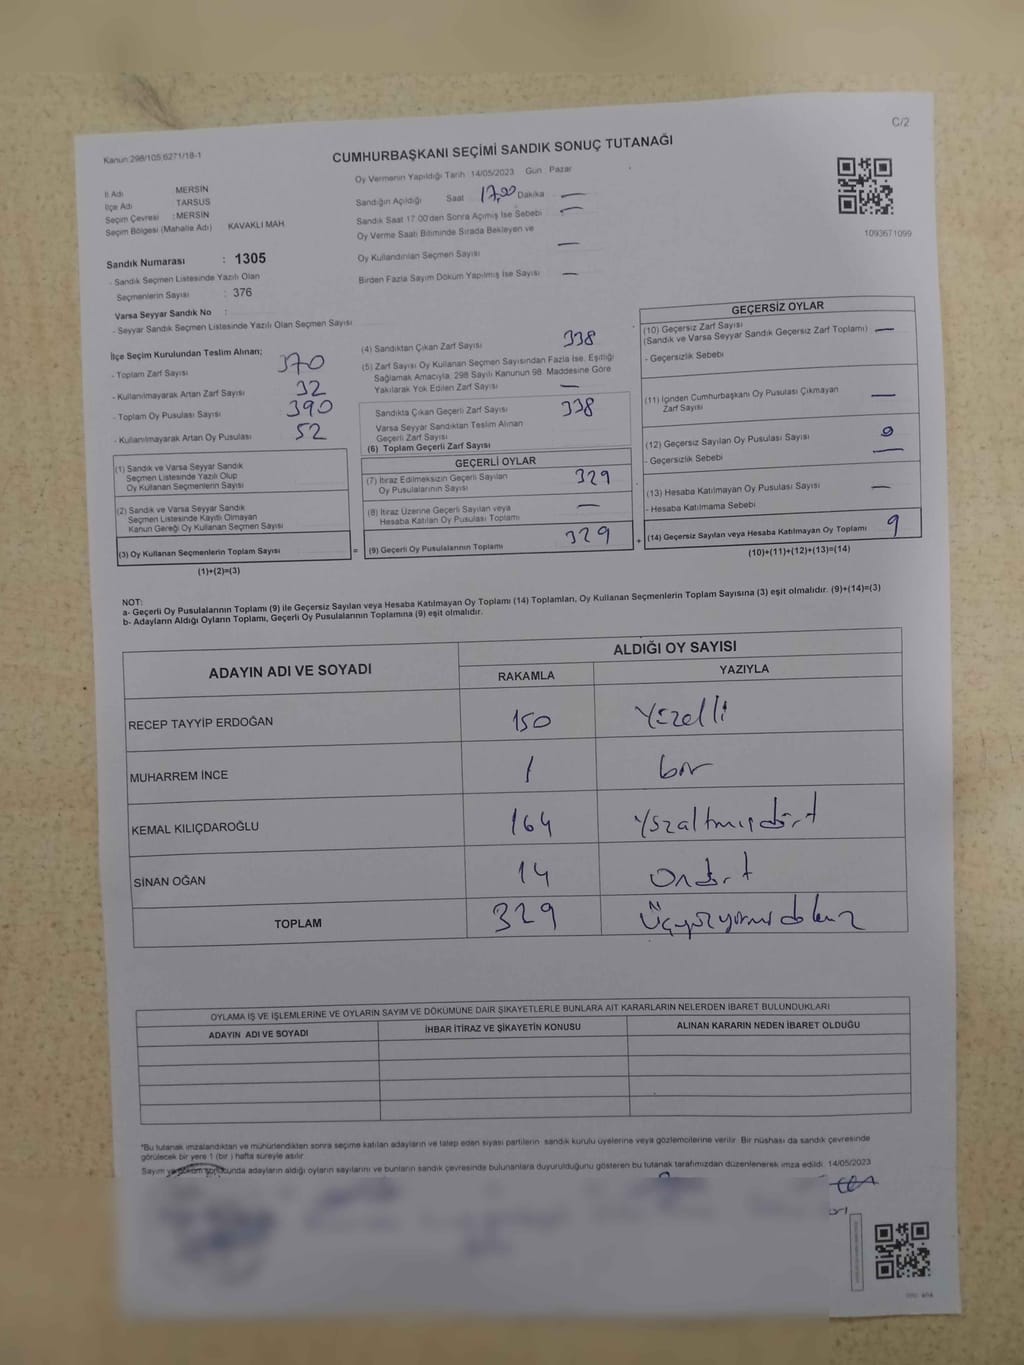 C/2
Kanun:298/105;6271/18-1
CUMHURBAŞKANI SEÇİMİ SANDIK SONUÇ TUTANAĞI
Oy Vermenin Yapıldığı Tarih :14/05/2023 Gün : Pazar
İl Adı MERSİN
İlçe Adı TARSUS
Seçim Çevresi : MERSİN
Seçim Bölgesi (Mahalle Adı) KAVAKLI MAH
Sandık Numarası : 1305
- Sandık Seçmen Listesinde Yazılı Olan
Seçmenlerin Sayısı : 376
Varsa Seyyar Sandık No :
- Seyyar Sandık Seçmen Listesinde Yazılı Olan Seçmen Sayısı
Sandığın Açıldığı Saat 17,00 Dakika —
Sandık Saat 17:00'den Sonra Açılmış İse Sebebi —
Oy Verme Saati Bitiminde Sırada Bekleyen ve
Oy Kullandırılan Seçmen Sayısı —
Birden Fazla Sayım Döküm Yapılmış İse Sayısı —
1093671099
İlçe Seçim Kurulundan Teslim Alınan;
- Toplam Zarf Sayısı 370
- Kullanılmayarak Artan Zarf Sayısı 32
- Toplam Oy Pusulası Sayısı 390
- Kullanılmayarak Artan Oy Pusulası 52
(1) Sandık ve Varsa Seyyar Sandık
Seçmen Listesinde Yazılı Olup
Oy Kullanan Seçmenlerin Sayısı
(2) Sandık ve Varsa Seyyar Sandık
Seçmen Listesinde Kayıtlı Olmayan
Kanun Gereği Oy Kullanan Seçmen Sayısı
(3) Oy Kullanan Seçmenlerin Toplam Sayısı
(1)+(2)=(3)
(4) Sandıktan Çıkan Zarf Sayısı 338
(5) Zarf Sayısı Oy Kullanan Seçmen Sayısından Fazla İse, Eşitliği
Sağlamak Amacıyla, 298 Sayılı Kanunun 98. Maddesine Göre
Yakılarak Yok Edilen Zarf Sayısı —
Sandıkta Çıkan Geçerli Zarf Sayısı 338
Varsa Seyyar Sandıktan Teslim Alınan
Geçerli Zarf Sayısı
(6) Toplam Geçerli Zarf Sayısı
GEÇERLİ OYLAR
(7) İtiraz Edilmeksizin Geçerli Sayılan
Oy Pusulalarının Sayısı 329
(8) İtiraz Üzerine Geçerli Sayılan veya
Hesaba Katılan Oy Pusulası Toplamı —
= (9) Geçerli Oy Pusulalarının Toplamı 329
GEÇERSİZ OYLAR
(10) Geçersiz Zarf Sayısı
(Sandık ve Varsa Seyyar Sandık Geçersiz Zarf Toplamı) —
- Geçersizlik Sebebi
(11) İçinden Cumhurbaşkanı Oy Pusulası Çıkmayan
Zarf Sayısı —
(12) Geçersiz Sayılan Oy Pusulası Sayısı 9
- Geçersizlik Sebebi —
(13) Hesaba Katılmayan Oy Pusulası Sayısı —
- Hesaba Katılmama Sebebi
+ (14) Geçersiz Sayılan veya Hesaba Katılmayan Oy Toplamı 9
(10)+(11)+(12)+(13)=(14)
NOT:
a- Geçerli Oy Pusulalarının Toplamı (9) ile Geçersiz Sayılan veya Hesaba Katılmayan Oy Toplamı (14) Toplamları, Oy Kullanan Seçmenlerin Toplam Sayısına (3) eşit olmalıdır. (9)+(14)=(3)
b- Adayların Aldığı Oyların Toplamı, Geçerli Oy Pusulalarının Toplamına (9) eşit olmalıdır.
ADAYIN ADI VE SOYADI ALDIĞI OY SAYISI
RAKAMLA YAZIYLA
RECEP TAYYİP ERDOĞAN 150 Yüzelli
MUHARREM İNCE 1 bir
KEMAL KILIÇDAROĞLU 164 Yüzaltmışdört
SİNAN OĞAN 14 Ondört
TOPLAM 329 Üçyüzyirmidokuz
OYLAMA İŞ VE İŞLEMLERİNE VE OYLARIN SAYIM VE DÖKÜMÜNE DAİR ŞİKAYETLERLE BUNLARA AİT KARARLARIN NELERDEN İBARET BULUNDUKLARI
ADAYIN ADI VE SOYADI İHBAR İTİRAZ VE ŞİKAYETİN KONUSU ALINAN KARARIN NEDEN İBARET OLDUĞU
*Bu tutanak imzalandıktan ve mühürlendikten sonra seçime katılan adayların ve talep eden siyasi partilerin sandık kurulu üyelerine veya gözlemcilerine verilir. Bir nüshası da sandık çevresinde
görülecek bir yere 1 (bir ) hafta süreyle asılır.
Sayım ve döküm sonucunda adayların aldığı oyların sayılarını ve bunların sandık çevresinde bulunanlara duyurulduğunu gösteren bu tutanak tarafımızdan düzenlenerek imza edildi. 14/05/2023